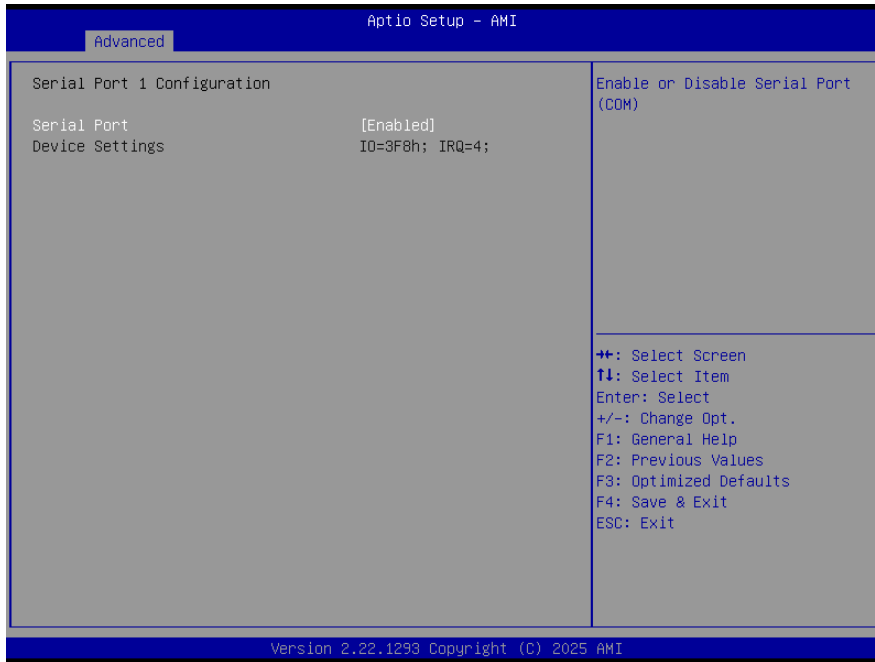 Aptio Setup - AMI
Advanced
Serial Port 1 Configuration
Serial Port [Enabled]
Device Settings IO=3F8h; IRQ=4;
Enable or Disable Serial Port
(COM)
→←: Select Screen
↑↓: Select Item
Enter: Select
+/-: Change Opt.
F1: General Help
F2: Previous Values
F3: Optimized Defaults
F4: Save & Exit
ESC: Exit
Version 2.22.1293 Copyright (C) 2025 AMI